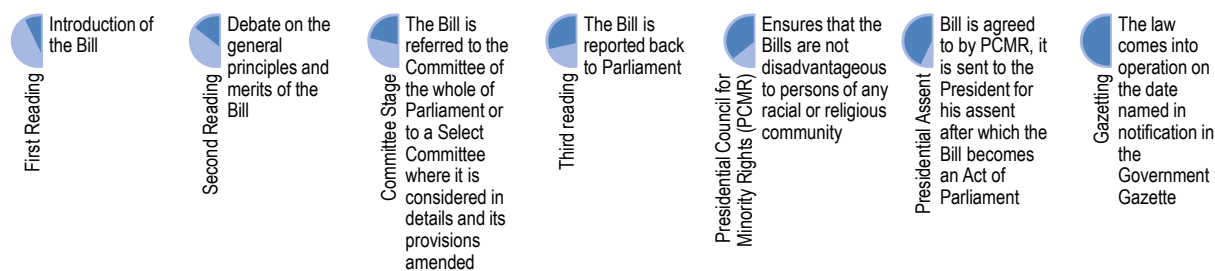 First Reading
Introduction of
the Bill
Second Reading
Debate on the
general
principles and
merits of the
Bill
Committee Stage
The Bill is
referred to the
Committee of
the whole of
Parliament or
to a Select
Committee
where it is
considered in
details and its
provisions
amended
Third reading
The Bill is
reported back
to Parliament
Presidential Council for
Minority Rights (PCMR)
Ensures that the
Bills are not
disadvantageous
to persons of any
racial or religious
community
Presidential Assent
Bill is agreed
to by PCMR, it
is sent to the
President for
his assent
after which the
Bill becomes
an Act of
Parliament
Gazetting
The law
comes into
operation on
the date
named in
notification in
the
Government
Gazette